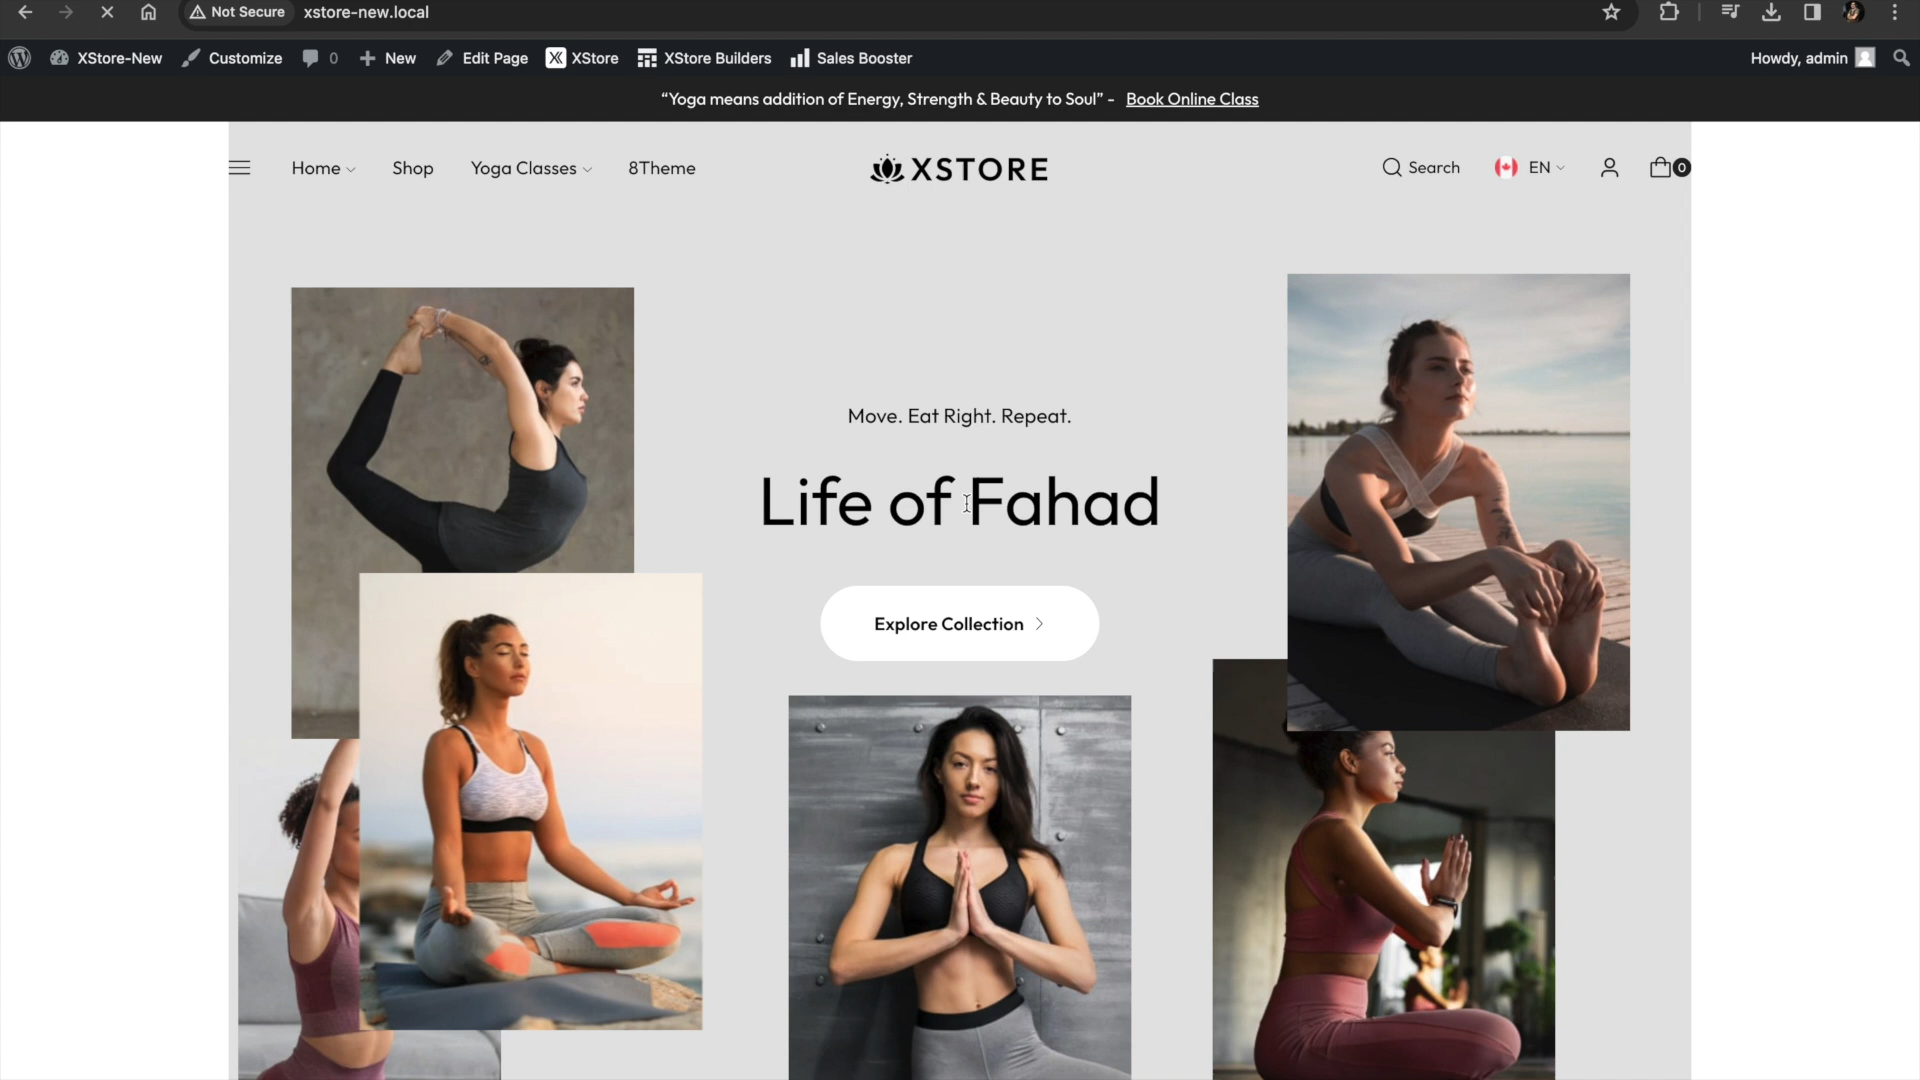 Not Secure xstore-new.local
XStore-New Customize 0 New Edit Page XStore XStore Builders Sales Booster Howdy, admin
“Yoga means addition of Energy, Strength & Beauty to Soul” - Book Online Class
Home Shop Yoga Classes 8Theme XSTORE Search EN 0
Move. Eat Right. Repeat.
Life of Fahad
Explore Collection